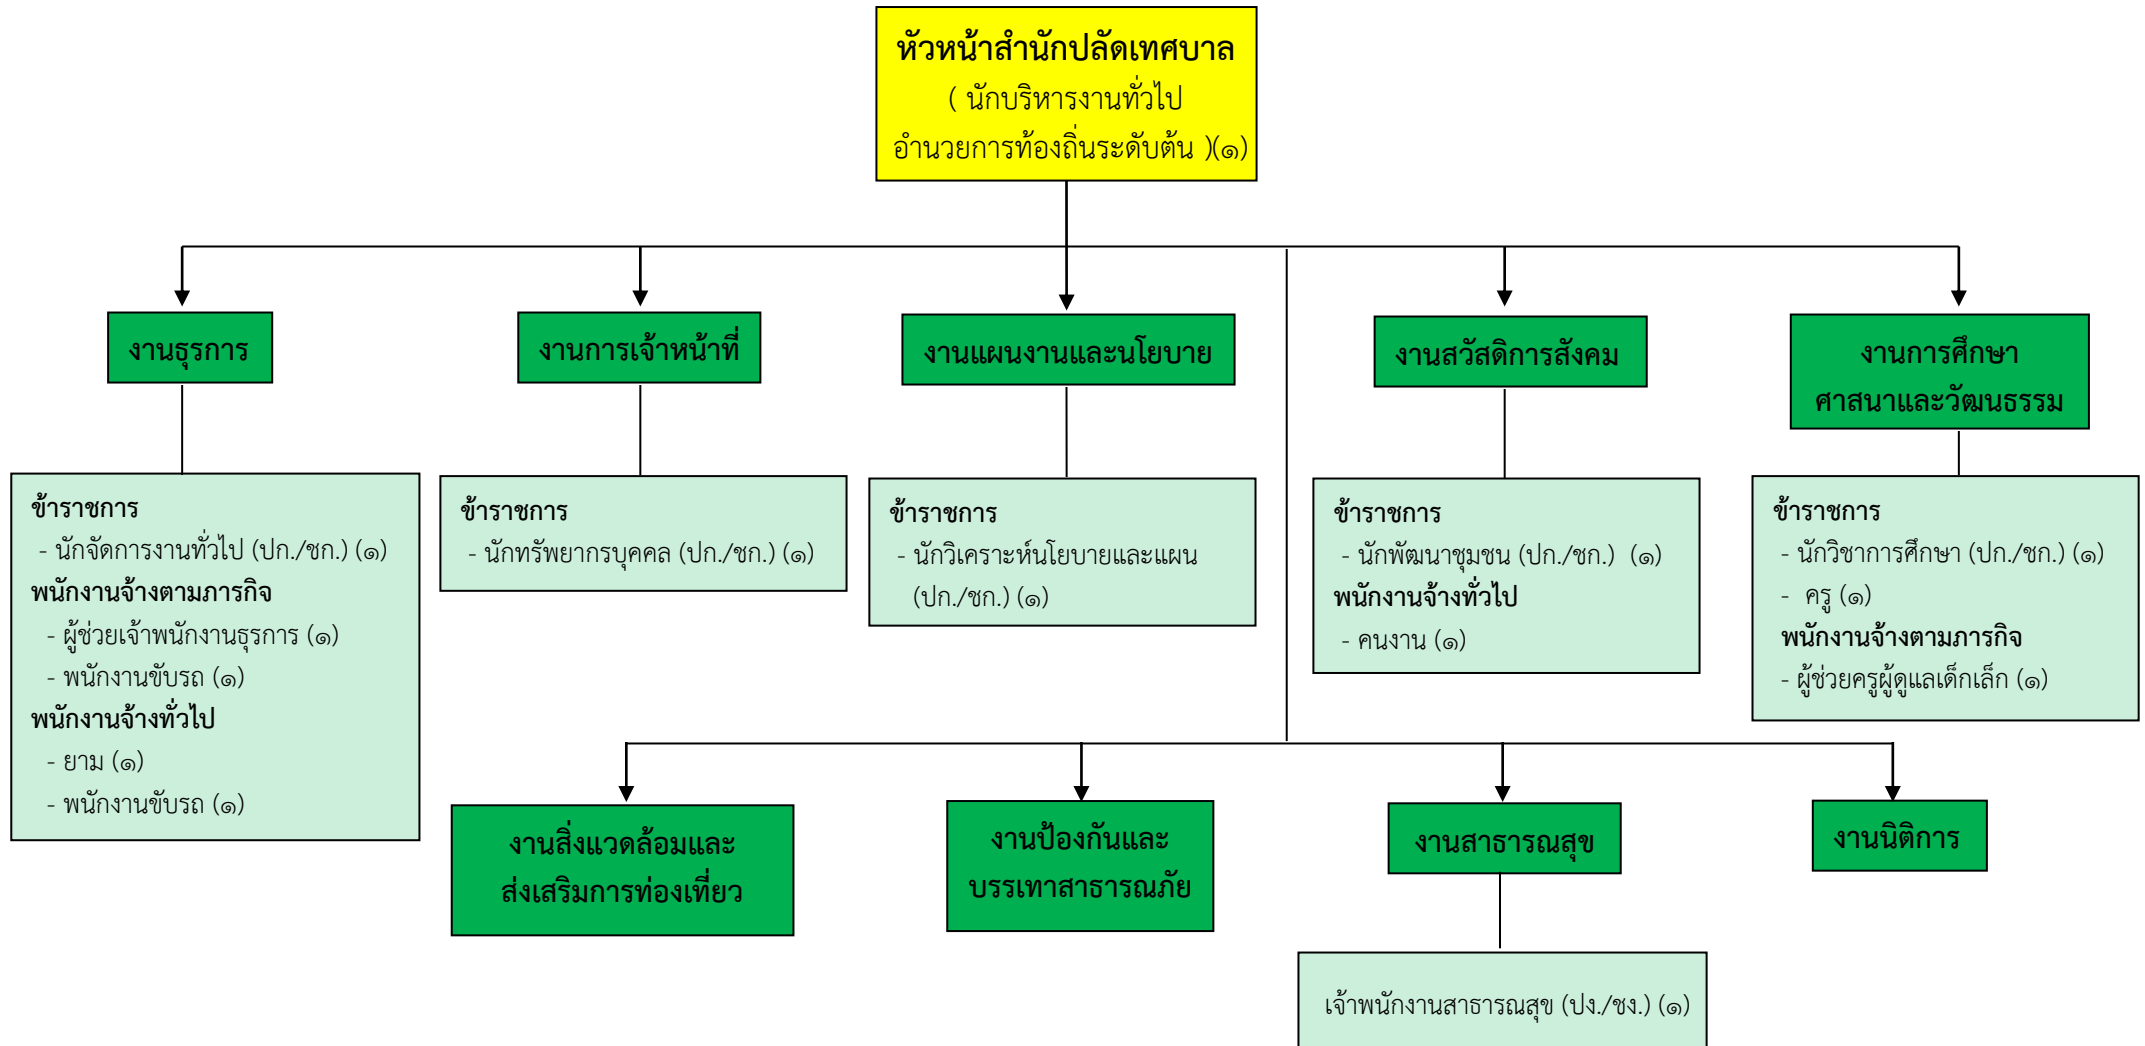 หัวหน้าสำนักปลัดเทศบาล
( นักบริหารงานทั่วไป
อำนวยการท้องถิ่นระดับต้น )(๑)
งานธุรการ
งานการเจ้าหน้าที่
งานแผนงานและนโยบาย
งานสวัสดิการสังคม
งานการศึกษา
ศาสนาและวัฒนธรรม
ข้าราชการ
- นักจัดการงานทั่วไป (ปก./ชก.) (๑)
พนักงานจ้างตามภารกิจ
- ผู้ช่วยเจ้าพนักงานธุรการ (๑)
- พนักงานขับรถ (๑)
พนักงานจ้างทั่วไป
- ยาม (๑)
- พนักงานขับรถ (๑)
ข้าราชการ
- นักทรัพยากรบุคคล (ปก./ชก.) (๑)
ข้าราชการ
- นักวิเคราะห์นโยบายและแผน
(ปก./ชก.) (๑)
ข้าราชการ
- นักพัฒนาชุมชน (ปก./ชก.) (๑)
พนักงานจ้างทั่วไป
- คนงาน (๑)
ข้าราชการ
- นักวิชาการศึกษา (ปก./ชก.) (๑)
- ครู (๑)
พนักงานจ้างตามภารกิจ
- ผู้ช่วยครูผู้ดูแลเด็กเล็ก (๑)
งานสิ่งแวดล้อมและ
ส่งเสริมการท่องเที่ยว
งานป้องกันและ
บรรเทาสาธารณภัย
งานสาธารณสุข
งานนิติการ
เจ้าพนักงานสาธารณสุข (ปง./ชง.) (๑)